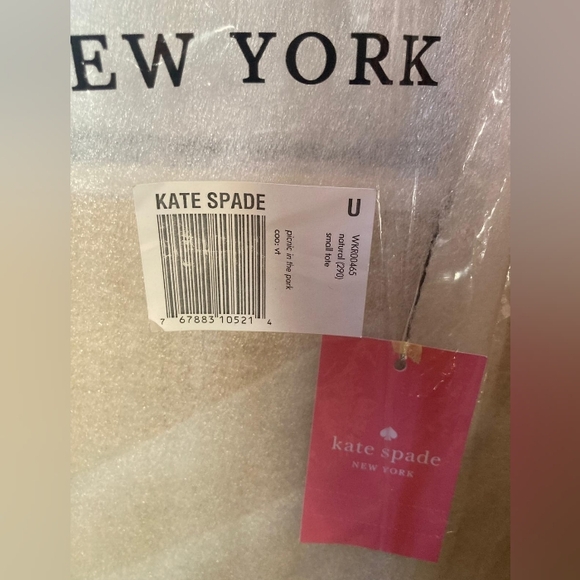 EW YORK
KATE SPADE
U
WKR00465
natural (290)
small tote
picnic in the park
coo: vt
7 67883 10521 4
kate spade
NEW YORK